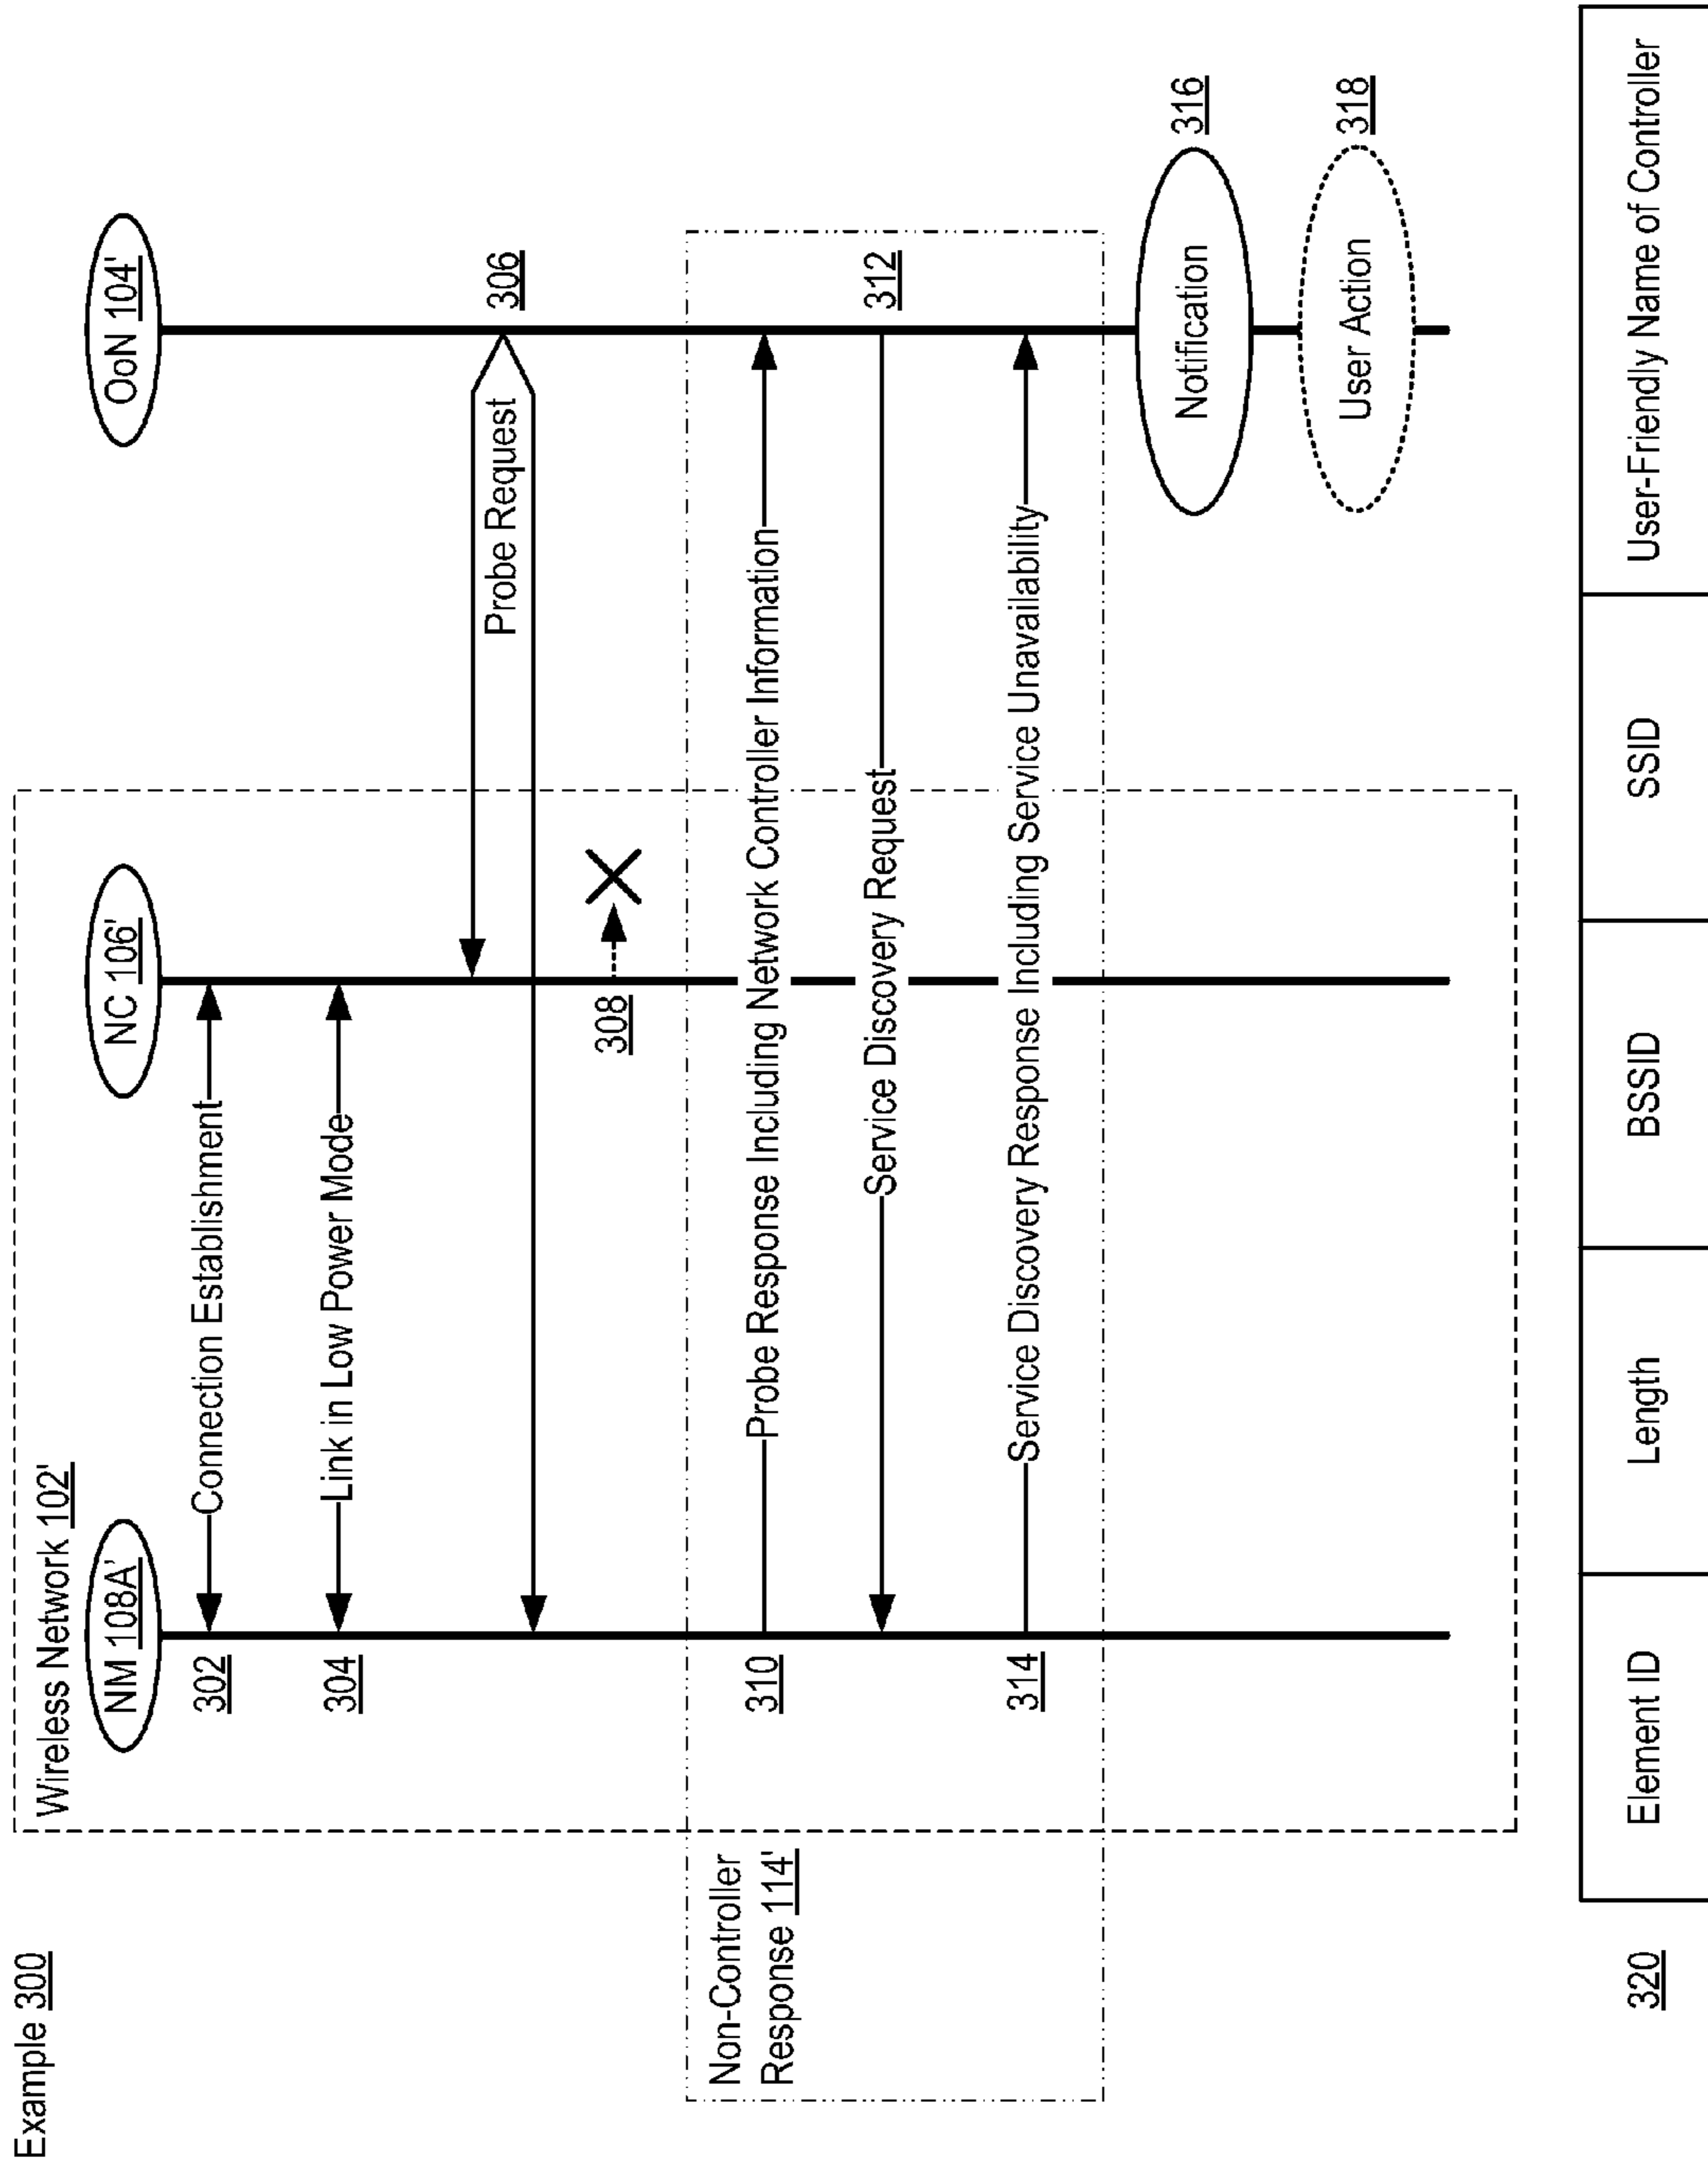 Example 300
Wireless Network 102'
NM 108A'
NC 106'
OoN 104'
302
Connection Establishment
304
Link in Low Power Mode
Probe Request
306
308
Non-Controller
Response 114'
310
Probe Response Including Network Controller Information
Service Discovery Request
312
314
Service Discovery Response Including Service Unavailability
Notification
316
User Action
318
320
Element ID
Length
BSSID
SSID
User-Friendly Name of Controller